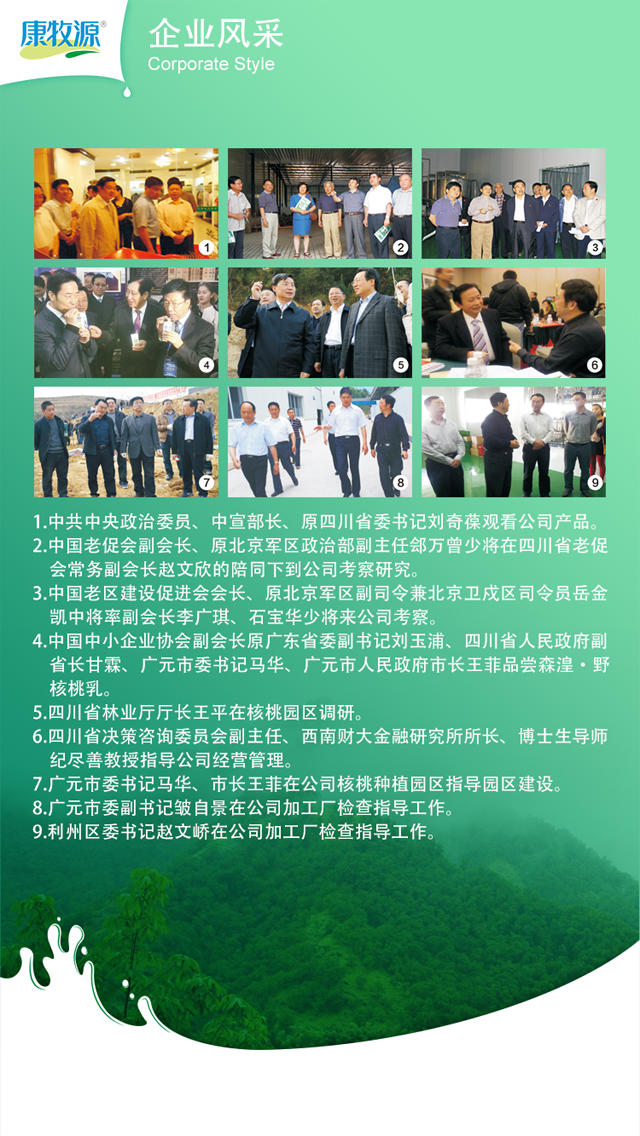 康牧源®
企业风采
Corporate Style
1
2
3
4
5
6
7
8
9
1.中共中央政治委员、中宣部长、原四川省委书记刘奇葆观看公司产品。
2.中国老促会副会长、原北京军区政治部副主任郐万曾少将在四川省老促
会常务副会长赵文欣的陪同下到公司考察研究。
3.中国老区建设促进会会长、原北京军区副司令兼北京卫戍区司令员岳金
凯中将率副会长李广琪、石宝华少将来公司考察。
4.中国中小企业协会副会长原广东省委副书记刘玉浦、四川省人民政府副
省长甘霖、广元市委书记马华、广元市人民政府市长王菲品尝森湟·野
核桃乳。
5.四川省林业厅厅长王平在核桃园区调研。
6.四川省决策咨询委员会副主任、西南财大金融研究所所长、博士生导师
纪尽善教授指导公司经营管理。
7.广元市委书记马华、市长王菲在公司核桃种植园区指导园区建设。
8.广元市委副书记皱自景在公司加工厂检查指导工作。
9.利州区委书记赵文峤在公司加工厂检查指导工作。